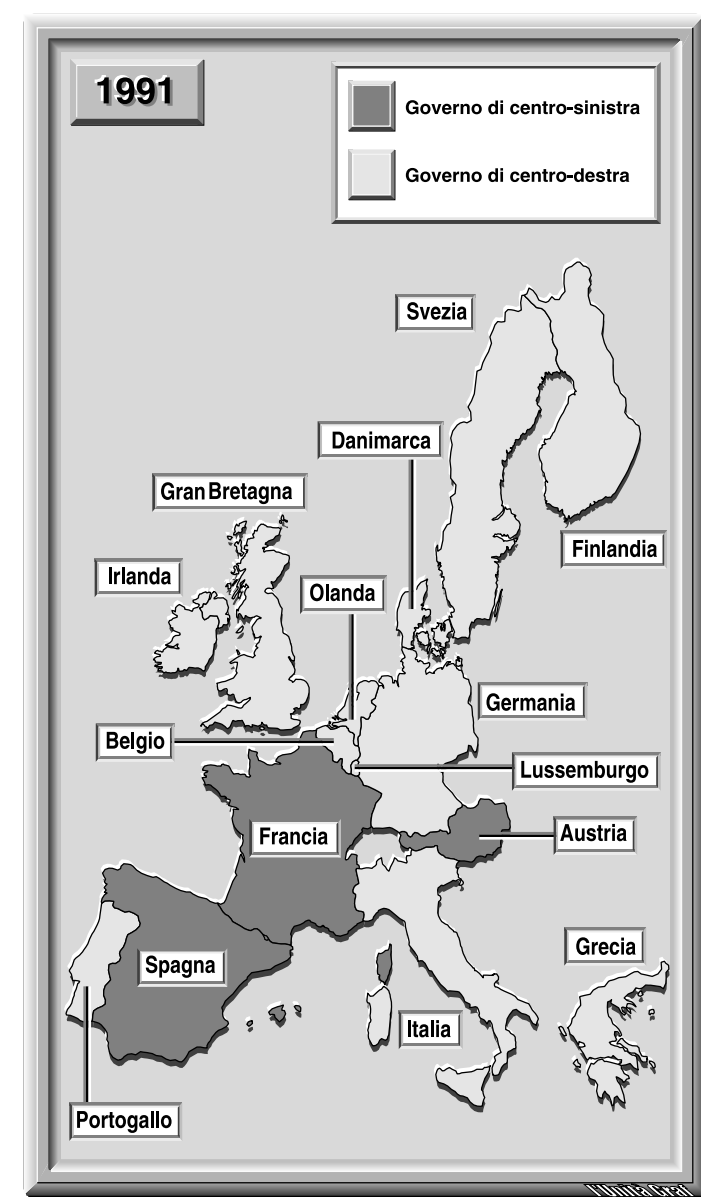 1991
Governo di centro-sinistra
Governo di centro-destra
Svezia
Danimarca
Gran Bretagna
Finlandia
Irlanda
Olanda
Germania
Belgio
Lussemburgo
Francia
Austria
Grecia
Spagna
Italia
Portogallo